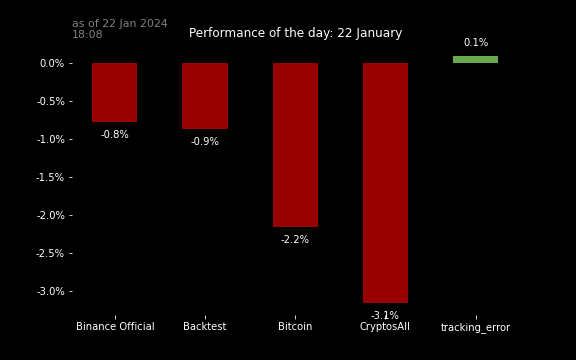 as of 22 Jan 2024
18:08
Performance of the day: 22 January
0.1%
0.0%
-0.5%
-1.0%
-1.5%
-2.0%
-2.5%
-3.0%
-0.8%
-0.9%
-2.2%
-3.1%
Binance Official
Backtest
Bitcoin
CryptosAll
tracking_error